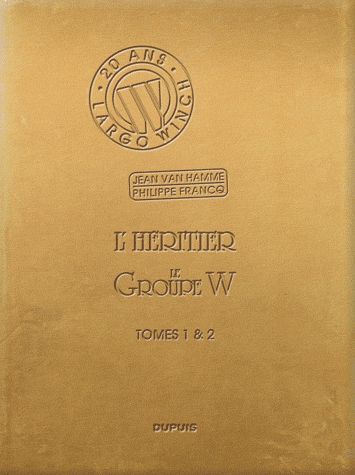 20 ANS
LARGO WINCH
W
JEAN VAN HAMME
PHILIPPE FRANCQ
L'HÉRITIER
LE
GROUPE W
TOMES 1 & 2
DUPUIS